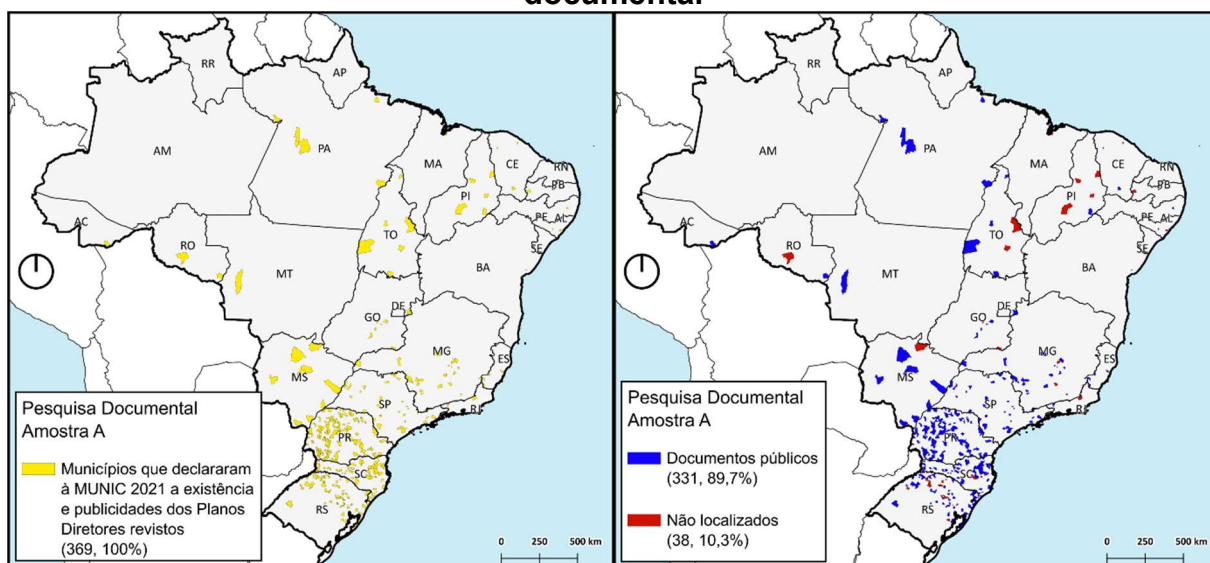 documental
RR
AP
AM
PA
MA
CE
RN
PB
PI
PE
AL
SE
AC
RO
TO
MT
BA
DF
GO
MG
ES
MS
SP
RJ
PR
SC
RS
Pesquisa Documental
Amostra A
Municípios que declararam
à MUNIC 2021 a existência
e publicidades dos Planos
Diretores revistos
(369, 100%)
0 250 500 km
RR
AP
AM
PA
MA
CE
RN
PB
PI
PE
AL
SE
AC
RO
TO
MT
BA
DF
GO
MG
ES
MS
SP
RJ
PR
SC
RS
Pesquisa Documental
Amostra A
Documentos públicos
(331, 89,7%)
Não localizados
(38, 10,3%)
0 250 500 km